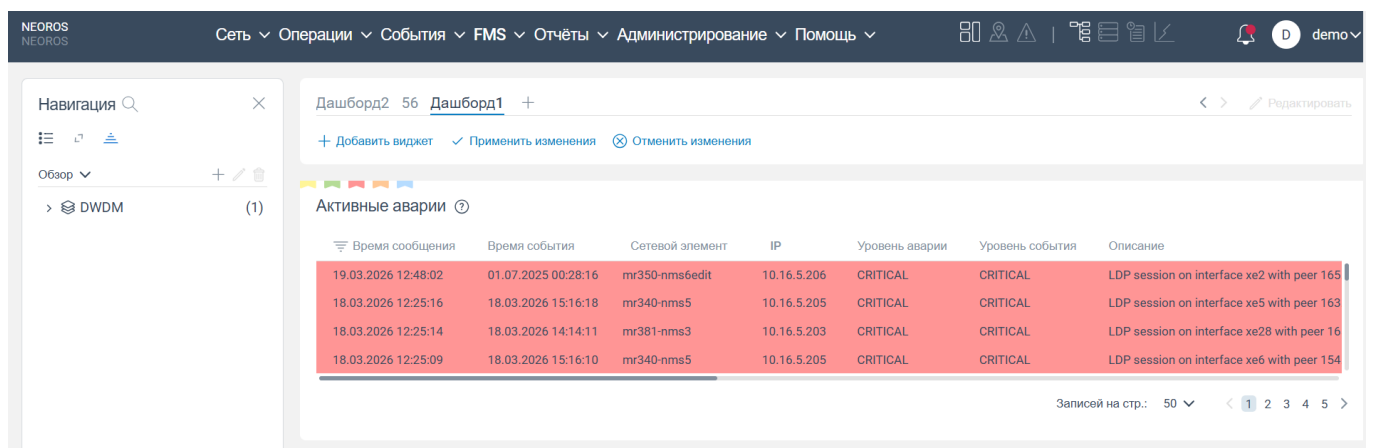 NEOROS
NEOROS
Сеть Операции События FMS Отчёты Администрирование Помощь
D demo
Навигация
Обзор
DWDM (1)
Дашборд2 56 Дашборд1 +
Редактировать
+ Добавить виджет Применить изменения Отменить изменения
Активные аварии ?
Время сообщения Время события Сетевой элемент IP Уровень аварии Уровень события Описание
19.03.2026 12:48:02 01.07.2025 00:28:16 mr350-nms6edit 10.16.5.206 CRITICAL CRITICAL LDP session on interface xe2 with peer 165
18.03.2026 12:25:16 18.03.2026 15:16:18 mr340-nms5 10.16.5.205 CRITICAL CRITICAL LDP session on interface xe5 with peer 163
18.03.2026 12:25:14 18.03.2026 14:14:11 mr381-nms3 10.16.5.203 CRITICAL CRITICAL LDP session on interface xe28 with peer 16
18.03.2026 12:25:09 18.03.2026 15:16:10 mr340-nms5 10.16.5.205 CRITICAL CRITICAL LDP session on interface xe6 with peer 154
Записей на стр.: 50 1 2 3 4 5